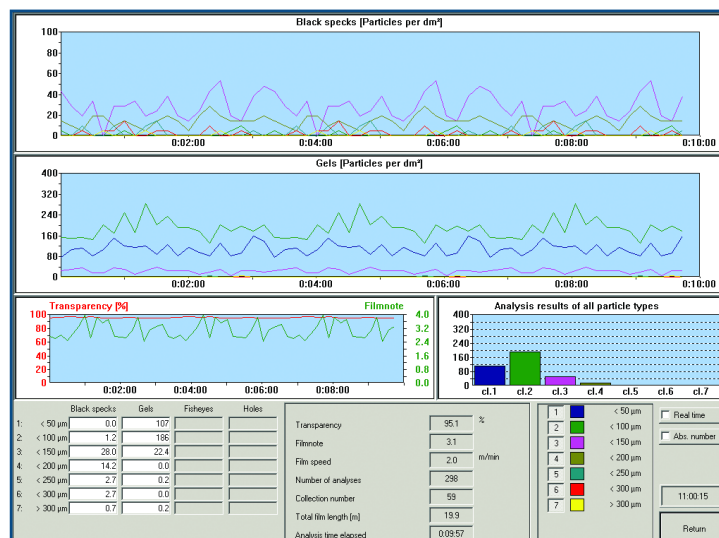 Black specks [Particles per dm²]
100
80
60
40
20
0
0:02:00 0:04:00 0:06:00 0:08:00 0:10:00
Gels [Particles per dm²]
400
320
240
160
80
0
0:02:00 0:04:00 0:06:00 0:08:00 0:10:00
Transparency [%] Filmnote
100 4.0
80 3.2
60 2.4
40 1.6
20 0.8
0 0.0
0:02:00 0:04:00 0:06:00 0:08:00
Analysis results of all particle types
400
320
240
160
80
0
cl.1 cl.2 cl.3 cl.4 cl.5 cl.6 cl.7
Black specks Gels Fisheyes Holes
1: < 50 µm 0.0 107
2: < 100 µm 1.2 186
3: < 150 µm 28.0 22.4
4: < 200 µm 14.2 0.0
5: < 250 µm 2.7 0.2
6: < 300 µm 2.7 0.0
7: > 300 µm 0.7 0.2
Transparency 95.1 %
Filmnote 3.1
Film speed 2.0 m/min
Number of analyses 298
Collection number 59
Total film length [m] 19.9
Analysis time elapsed 0:09:57
1 < 50 µm
2 < 100 µm
3 < 150 µm
4 < 200 µm
5 < 250 µm
6 < 300 µm
7 > 300 µm
Real time
Abs. number
11:00:15
Return